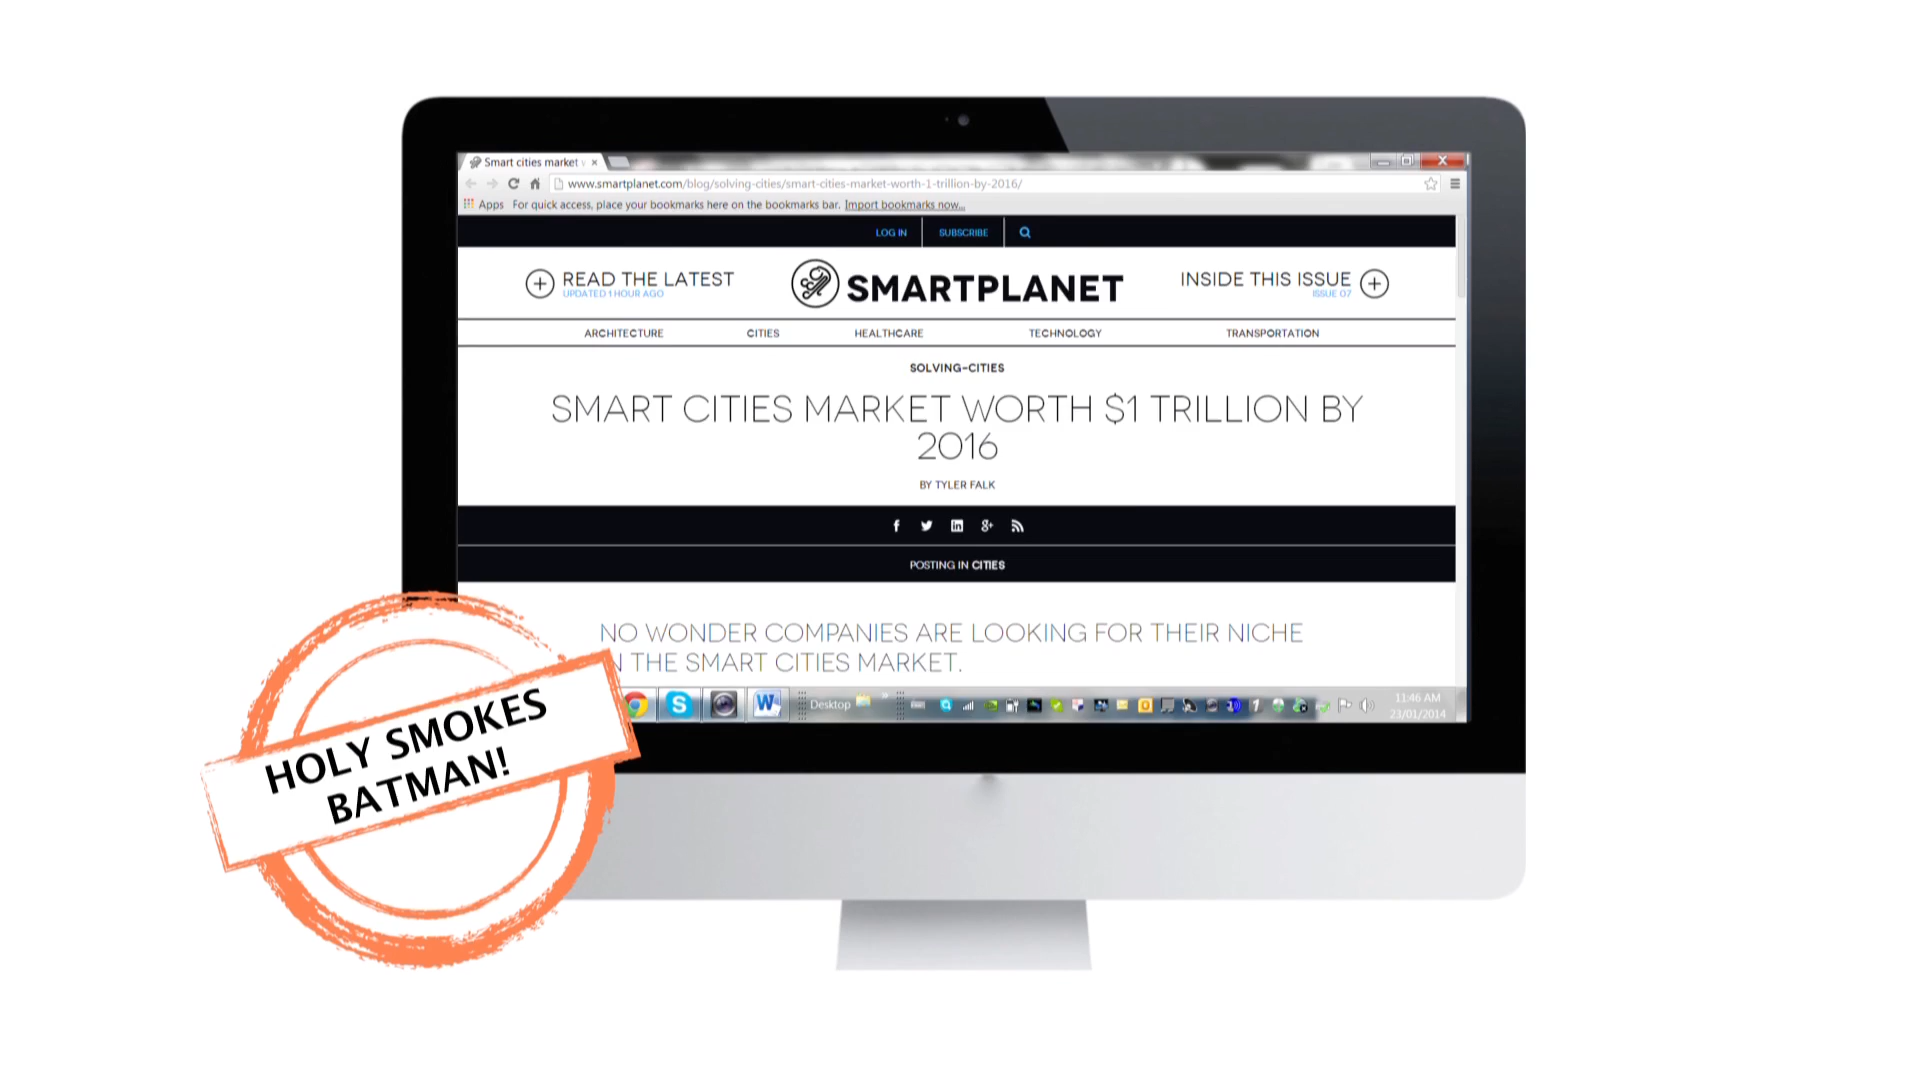 Smart cities market
www.smartplanet.com/blog/solving-cities/smart-cities-market-worth-1-trillion-by-2016/
Apps For quick access, place your bookmarks here on the bookmarks bar. Import bookmarks now...
LOG IN SUBSCRIBE
READ THE LATEST
UPDATED 1 HOUR AGO
SMARTPLANET
INSIDE THIS ISSUE
ISSUE 07
ARCHITECTURE CITIES HEALTHCARE TECHNOLOGY TRANSPORTATION
SOLVING-CITIES
SMART CITIES MARKET WORTH $1 TRILLION BY
2016
BY TYLER FALK
POSTING IN CITIES
NO WONDER COMPANIES ARE LOOKING FOR THEIR NICHE
N THE SMART CITIES MARKET.
Desktop
11:46 AM
23/01/2014
HOLY SMOKES
BATMAN!